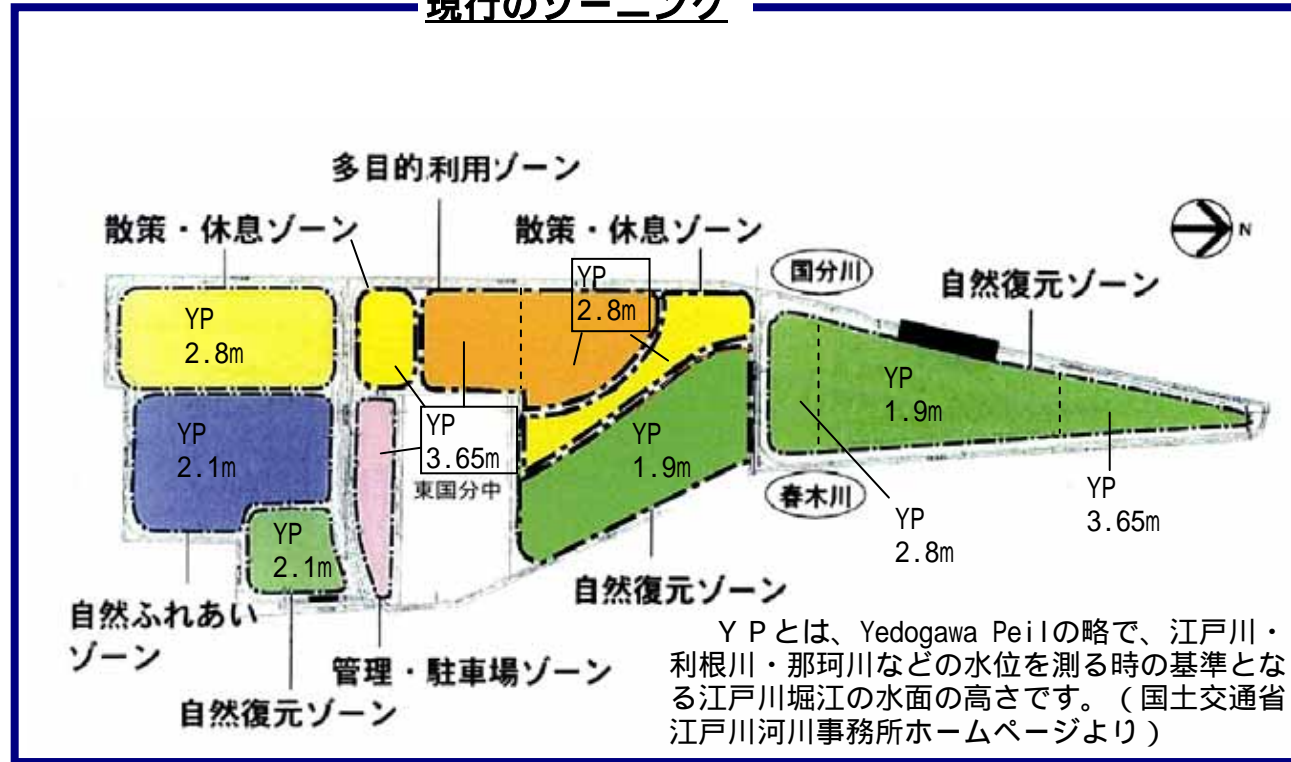 現行のゾーニング
多目的利用ゾーン
散策・休息ゾーン
散策・休息ゾーン
国分川
N
自然復元ゾーン
YP
2.8m
YP
2.8m
YP
2.1m
YP
3.65m
東国分中
YP
1.9m
YP
1.9m
春木川
YP
2.8m
YP
3.65m
YP
2.1m
自然ふれあい
ゾーン
自然復元ゾーン
管理・駐車場ゾーン
自然復元ゾーン
ＹＰとは、Yedogawa Peilの略で、江戸川・
利根川・那珂川などの水位を測る時の基準とな
る江戸川堀江の水面の高さです。（国土交通省
江戸川河川事務所ホームページより）